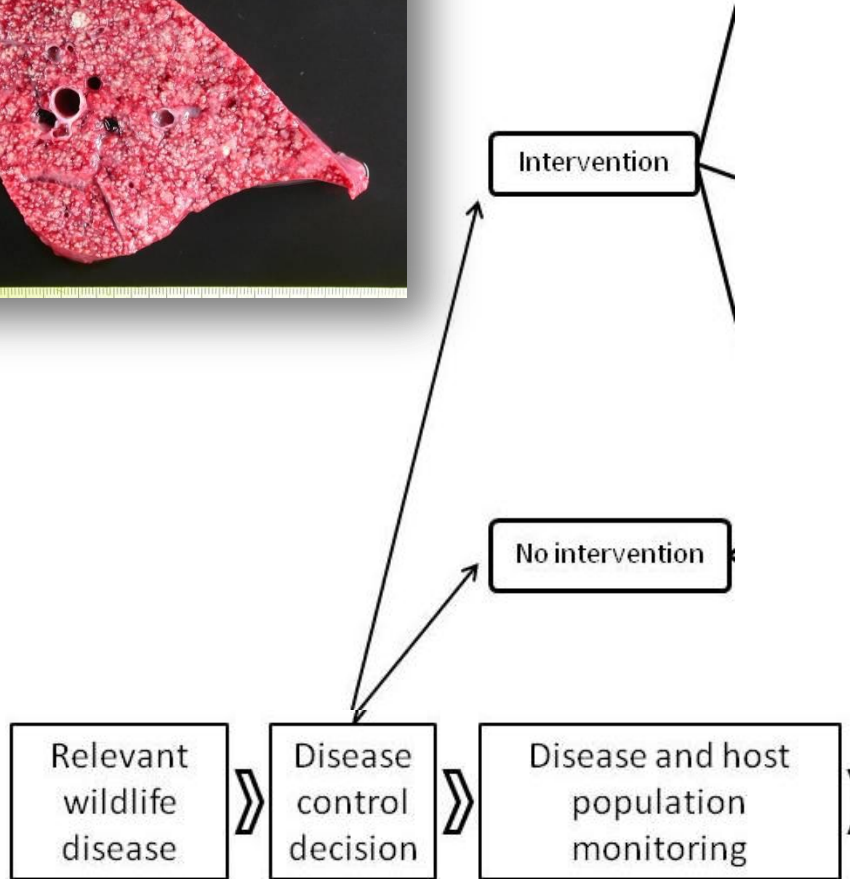 Intervention
No intervention
Relevant
wildlife
disease
Disease
control
decision
Disease and host
population
monitoring